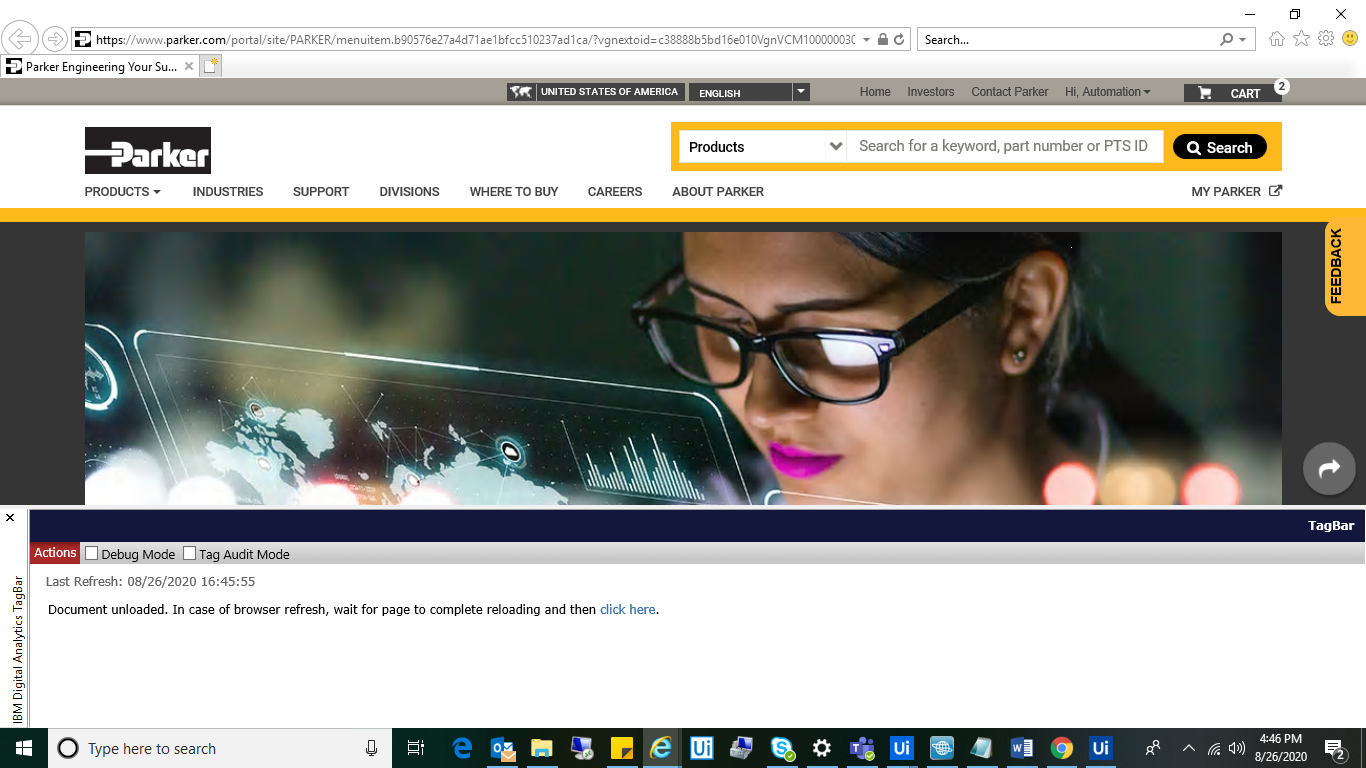 https://www.parker.com/portal/site/PARKER/menuitem.b90576e27a4d71ae1bfcc510237ad1ca/?vgnextoid=c38888b5bd16e010VgnVCM10000003
Search...
Parker Engineering Your Su...
UNITED STATES OF AMERICA
ENGLISH
Home
Investors
Contact Parker
Hi, Automation
CART
2
Parker
Products
Search for a keyword, part number or PTS ID
Search
PRODUCTS
INDUSTRIES
SUPPORT
DIVISIONS
WHERE TO BUY
CAREERS
ABOUT PARKER
MY PARKER
FEEDBACK
TagBar
Actions
Debug Mode
Tag Audit Mode
IBM Digital Analytics TagBar
Last Refresh: 08/26/2020 16:45:55
Document unloaded. In case of browser refresh, wait for page to complete reloading and then click here.
Type here to search
Ui
Ui
Ui
4:46 PM
8/26/2020
2